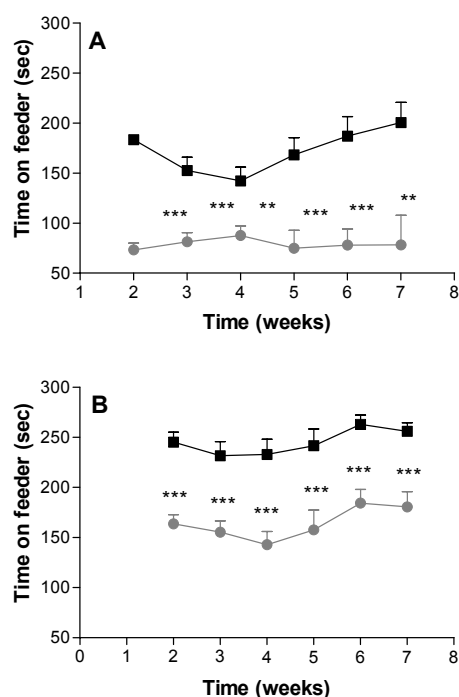 A
300
250
200
150
100
50
Time on feeder (sec)
*** *** ** *** *** **
1 2 3 4 5 6 7 8
Time (weeks)
B
300
250
200
150
100
50
Time on feeder (sec)
*** *** *** *** *** ***
0 1 2 3 4 5 6 7 8
Time (weeks)